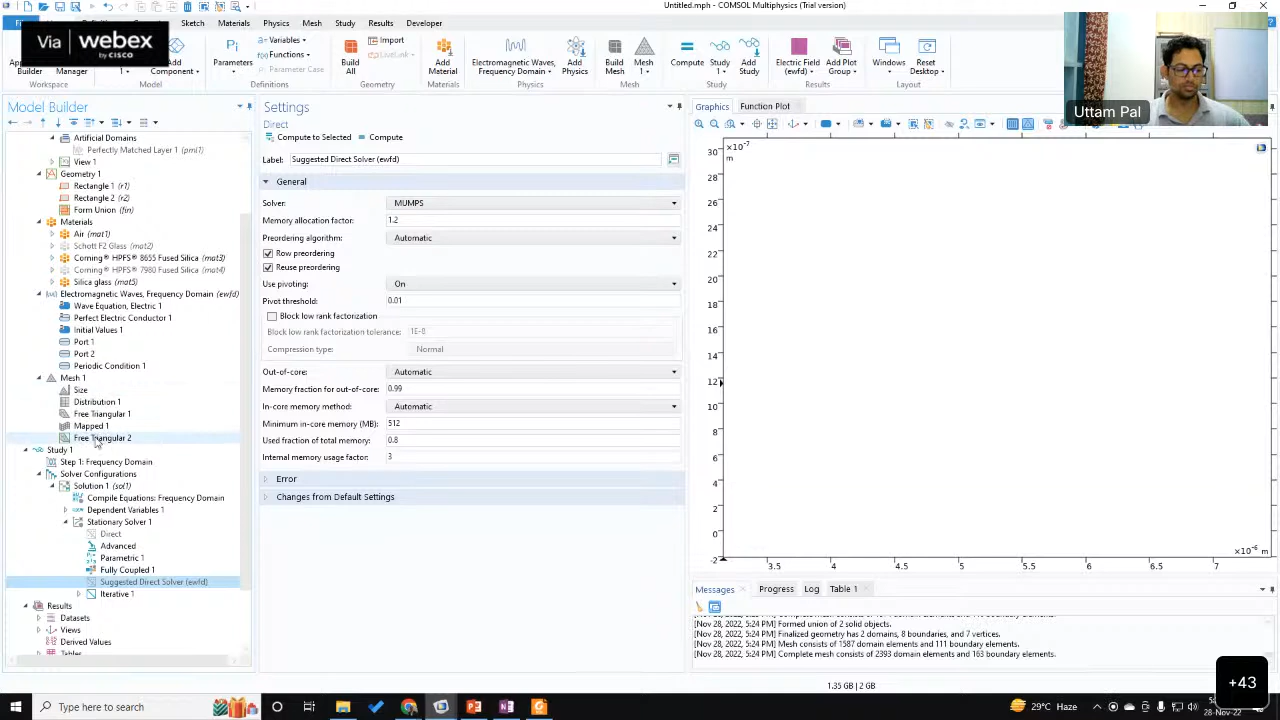 Untitled.mph - COMSOL Multiphysics (Trial version)
Sketch
Materials
Mesh
Study
Results
Developer
Via webex
by CISCO
Builder
Manager
1
Component
Parameters
Variables
Functions
Parameter Case
Build
All
Import
LiveLink
Add
Material
Electromagnetic Waves,
Frequency Domain
Add
Physics
Build
Mesh
Mesh
1
Compute
Study
1
Add
Study
Electric Field
(ewfd)
Add Plot
Group
Windows
Reset
Desktop
Workspace
Model
Definitions
Geometry
Materials
Physics
Mesh
Study
Results
Layout
Uttam Pal
Model Builder
Artificial Domains
Perfectly Matched Layer 1 (pml1)
View 1
Geometry 1
Rectangle 1 (r1)
Rectangle 2 (r2)
Form Union (fin)
Materials
Air (mat1)
Schott F2 Glass (mat2)
Corning® HPFS® 8655 Fused Silica (mat3)
Corning® HPFS® 7980 Fused Silica (mat4)
Silica glass (mat5)
Electromagnetic Waves, Frequency Domain (ewfd)
Wave Equation, Electric 1
Perfect Electric Conductor 1
Initial Values 1
Port 1
Port 2
Periodic Condition 1
Mesh 1
Size
Distribution 1
Free Triangular 1
Mapped 1
Free Triangular 2
Study 1
Step 1: Frequency Domain
Solver Configurations
Solution 1 (sol1)
Compile Equations: Frequency Domain
Dependent Variables 1
Stationary Solver 1
Direct
Advanced
Parametric 1
Fully Coupled 1
Suggested Direct Solver (ewfd)
Iterative 1
Results
Datasets
Views
Derived Values
Tables
Settings
Direct
Compute to Selected
Compute
Label: Suggested Direct Solver (ewfd)
General
Solver: MUMPS
Memory allocation factor: 1.2
Preordering algorithm: Automatic
Row preordering
Reuse preordering
Use pivoting: On
Pivot threshold: 0.01
Block low rank factorization
Block low rank factorization tolerance: 1E-8
Compression type: Normal
Out-of-core: Automatic
Memory fraction for out-of-core: 0.99
In-core memory method: Automatic
Minimum in-core memory (MB): 512
Used fraction of total memory: 0.8
Internal memory usage factor: 3
Error
Changes from Default Settings
Graphics
Function Plot
×10⁻⁷
m
30
28
26
24
22
20
18
16
14
12
10
8
6
4
2
0
-2
3.5
4
4.5
5
5.5
6
6.5
7
×10⁻⁶ m
Messages
Progress
Log
Table 1
[Nov 28, 2022, 5:24 PM] Formed union of 2 solid objects.
[Nov 28, 2022, 5:24 PM] Finalized geometry has 2 domains, 8 boundaries, and 7 vertices.
[Nov 28, 2022, 5:24 PM] Mesh consists of 1587 domain elements and 111 boundary elements.
[Nov 28, 2022, 5:24 PM] Complete mesh consists of 2393 domain elements and 163 boundary elements.
1.35 GB | 2 GB
+43
Type here to search
29°C Haze
28-Nov-22